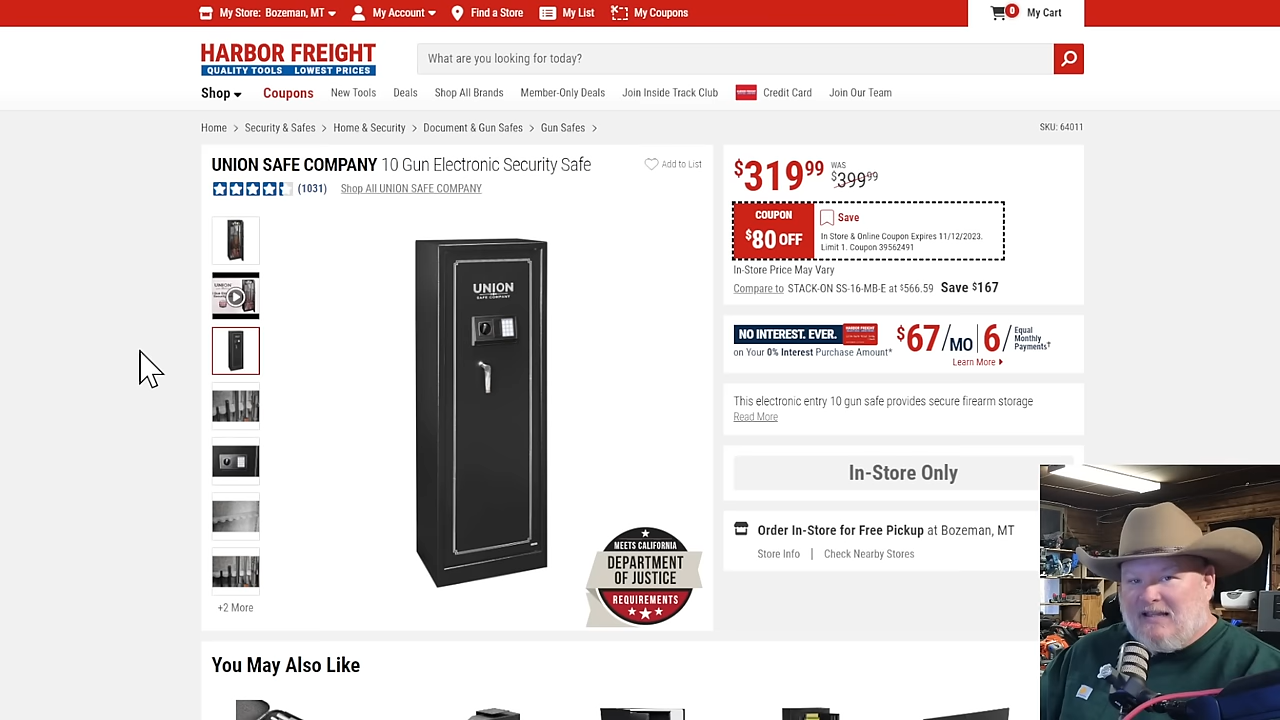 My Store: Bozeman, MT
My Account
Find a Store
My List
My Coupons
0
My Cart
HARBOR FREIGHT
QUALITY TOOLS LOWEST PRICES
What are you looking for today?
Shop
Coupons
New Tools
Deals
Shop All Brands
Member-Only Deals
Join Inside Track Club
Credit Card
Join Our Team
Home > Security & Safes > Home & Security > Document & Gun Safes > Gun Safes >
SKU: 64011
UNION SAFE COMPANY 10 Gun Electronic Security Safe
Add to List
(1031)
Shop All UNION SAFE COMPANY
UNION
UNION
SAFE COMPANY
MEETS CALIFORNIA
DEPARTMENT
OF JUSTICE
REQUIREMENTS
+2 More
$31999
WAS
$39999
COUPON
$80 OFF
Save
In Store & Online Coupon Expires 11/12/2023.
Limit 1. Coupon 39562491
In-Store Price May Vary
Compare to STACK-ON SS-16-MB-E at $566.59 Save $167
NO INTEREST. EVER.
on Your 0% Interest Purchase Amount*
$67/MO
6/
Equal
Monthly
Payments†
Learn More
This electronic entry 10 gun safe provides secure firearm storage
Read More
In-Store Only
Order In-Store for Free Pickup at Bozeman, MT
Store Info | Check Nearby Stores
You May Also Like